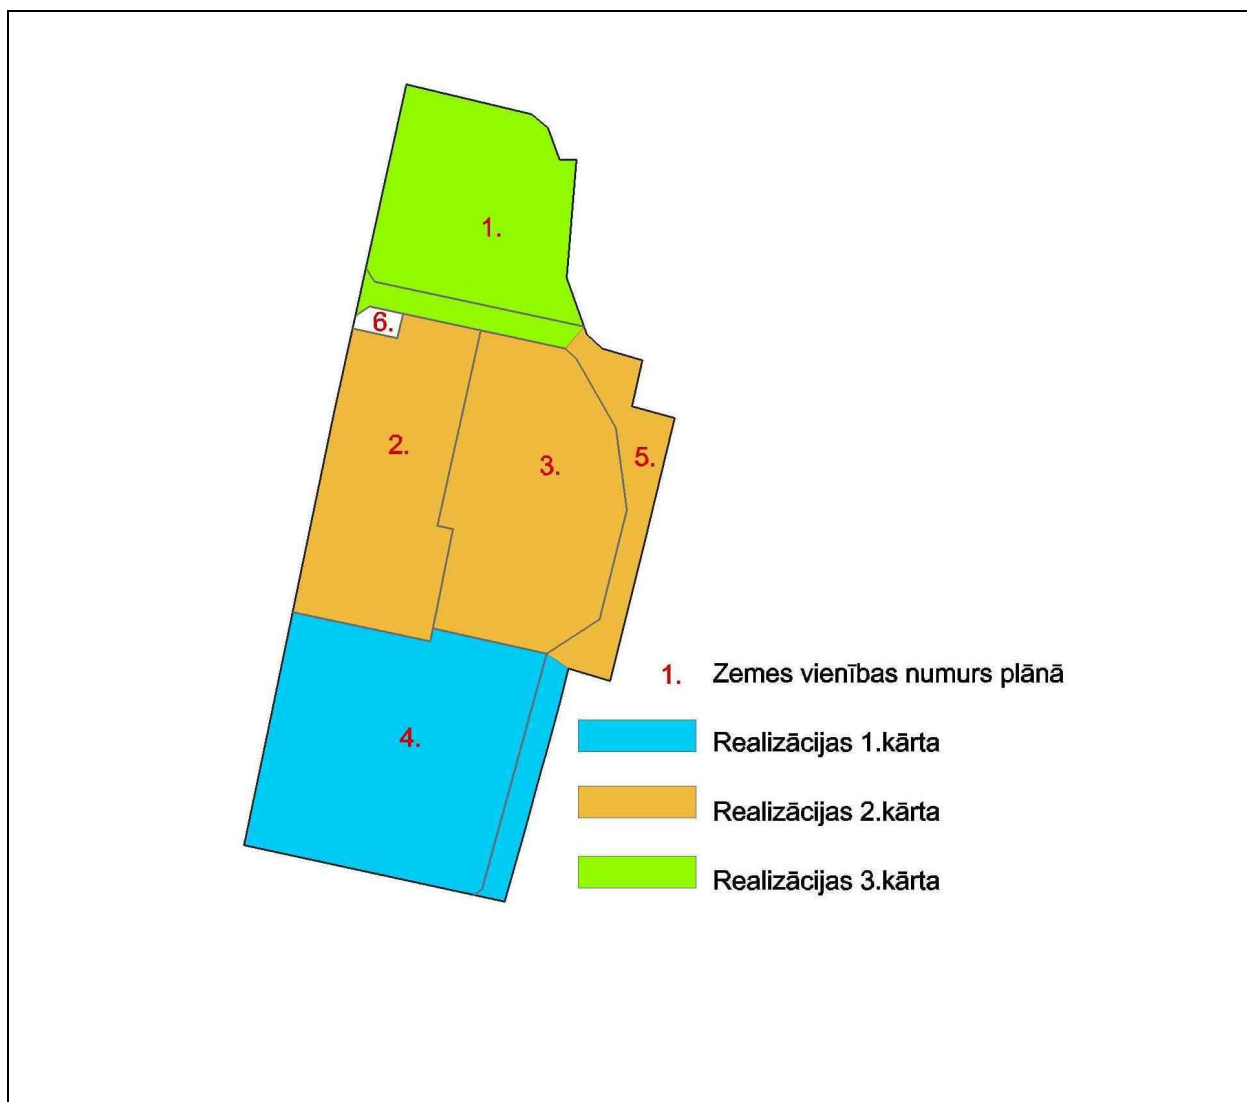 1.
6.
2.
3.
5.
4.
1. Zemes vienības numurs plānā
Realizācijas 1.kārta
Realizācijas 2.kārta
Realizācijas 3.kārta